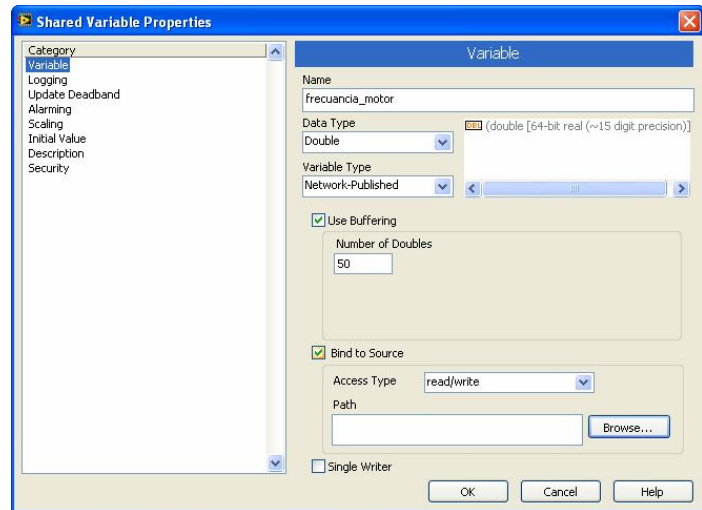 Shared Variable Properties
Category
Variable
Logging
Update Deadband
Alarming
Scaling
Initial Value
Description
Security
Variable
Name
frecuancia_motor
Data Type
Double
DBL (double [64-bit real (~15 digit precision)]
Variable Type
Network-Published
Use Buffering
Number of Doubles
50
Bind to Source
Access Type read/write
Path
Browse...
Single Writer
OK Cancel Help